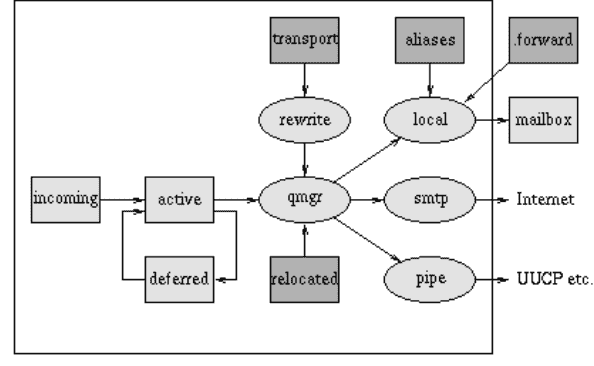 transport
aliases
.forward
rewrite
local
mailbox
incoming
active
qmgr
smtp
Internet
deferred
relocated
pipe
UUCP etc.